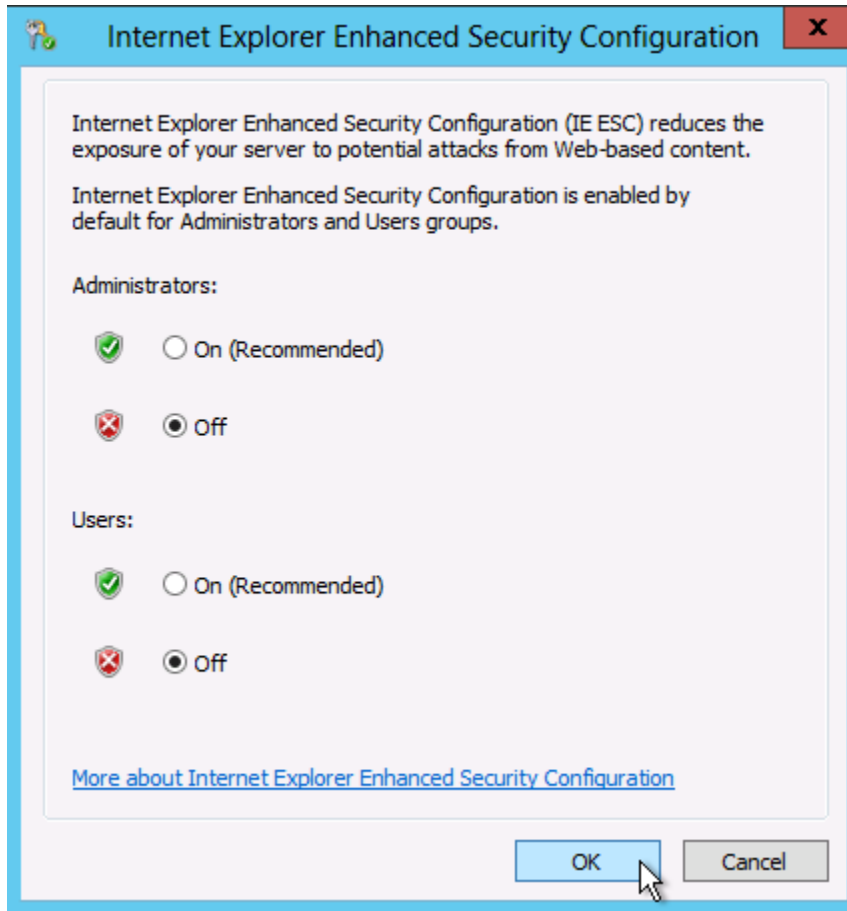 Internet Explorer Enhanced Security Configuration
x
Internet Explorer Enhanced Security Configuration (IE ESC) reduces the
exposure of your server to potential attacks from Web-based content.
Internet Explorer Enhanced Security Configuration is enabled by
default for Administrators and Users groups.
Administrators:
On (Recommended)
Off
Users:
On (Recommended)
Off
More about Internet Explorer Enhanced Security Configuration
OK Cancel